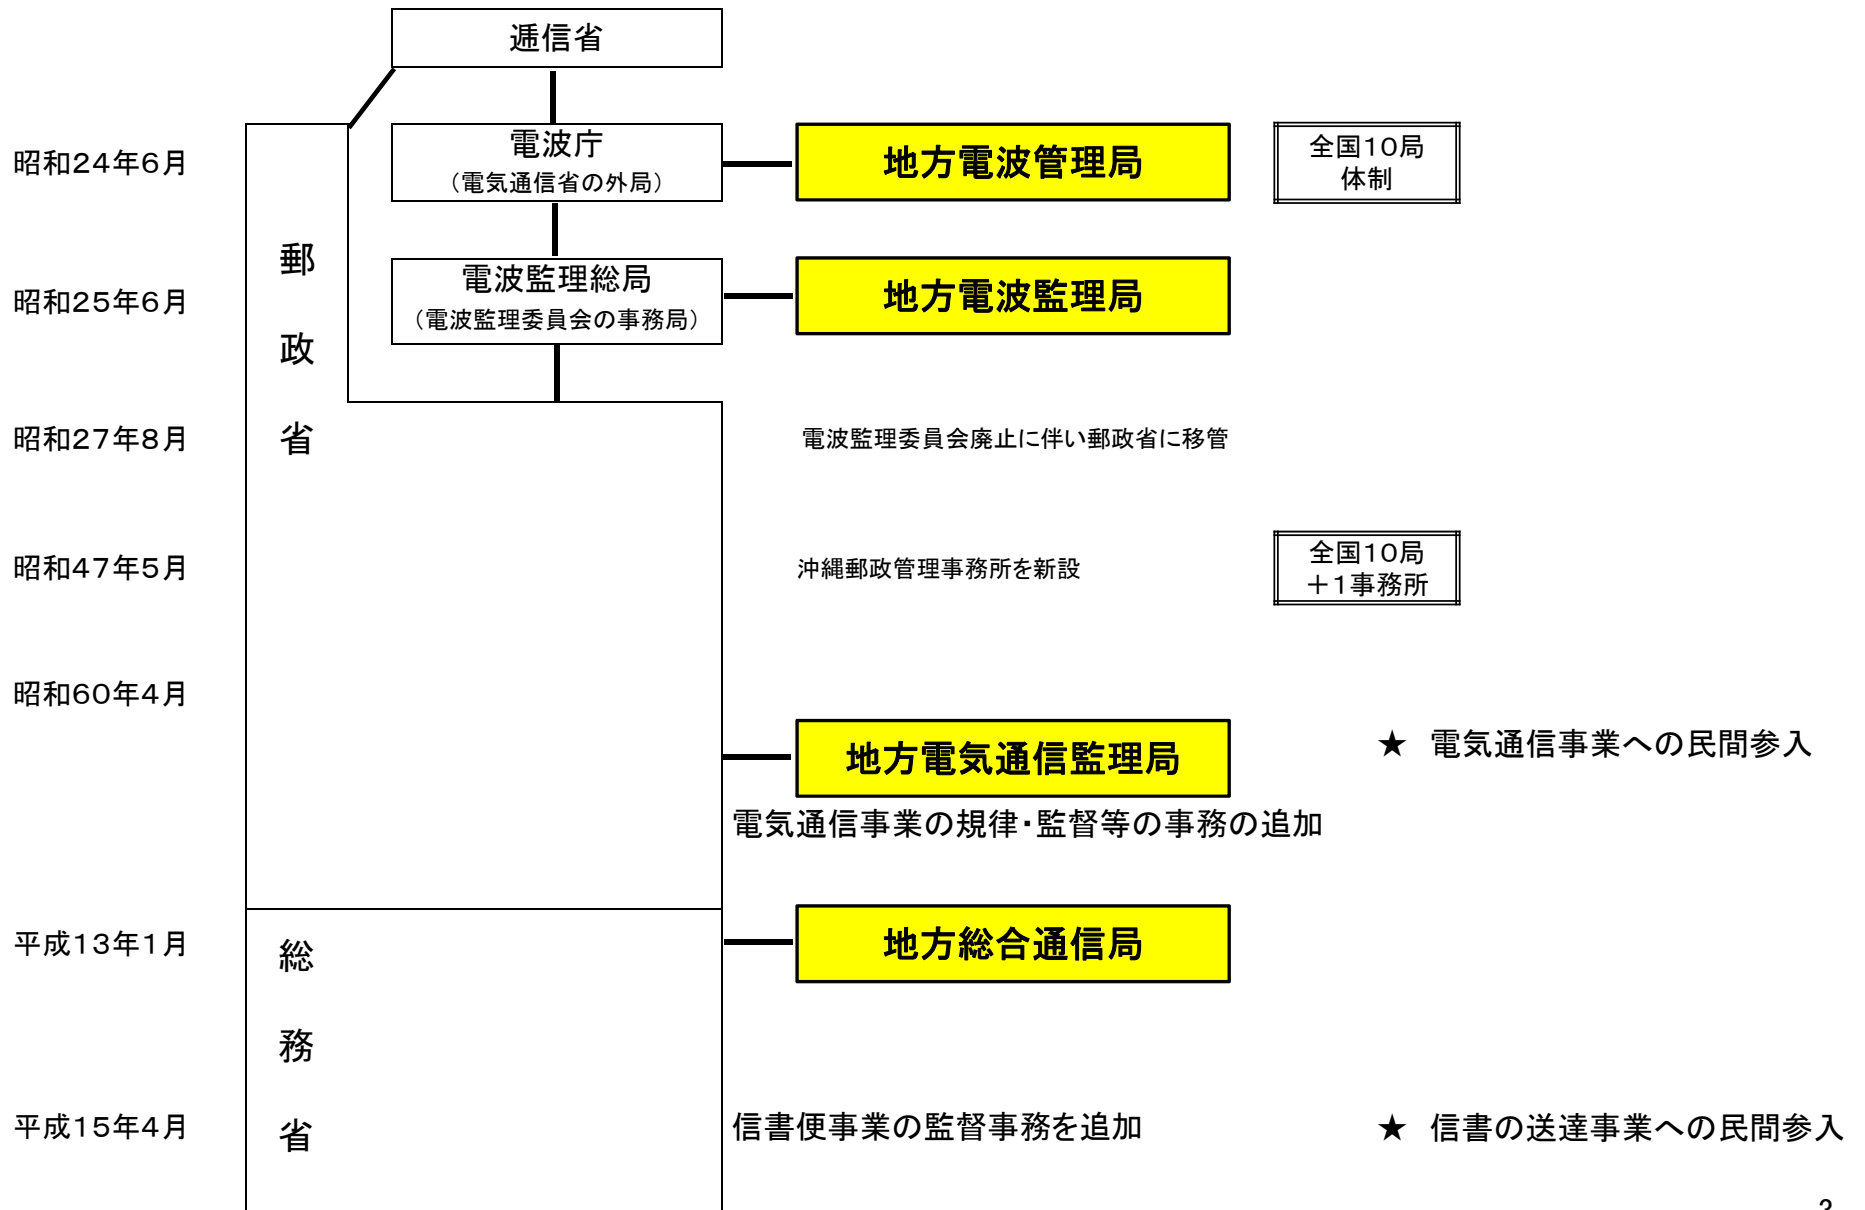 逓信省
昭和24年6月
電波庁
（電気通信省の外局）
地方電波管理局
全国10局
体制
郵政省
昭和25年6月
電波監理総局
（電波監理委員会の事務局）
地方電波監理局
昭和27年8月
電波監理委員会廃止に伴い郵政省に移管
昭和47年5月
沖縄郵政管理事務所を新設
全国10局
＋1事務所
昭和60年4月
地方電気通信監理局
★　電気通信事業への民間参入
電気通信事業の規律・監督等の事務の追加
平成13年1月
総務省
地方総合通信局
平成15年4月
信書便事業の監督事務を追加
★　信書の送達事業への民間参入